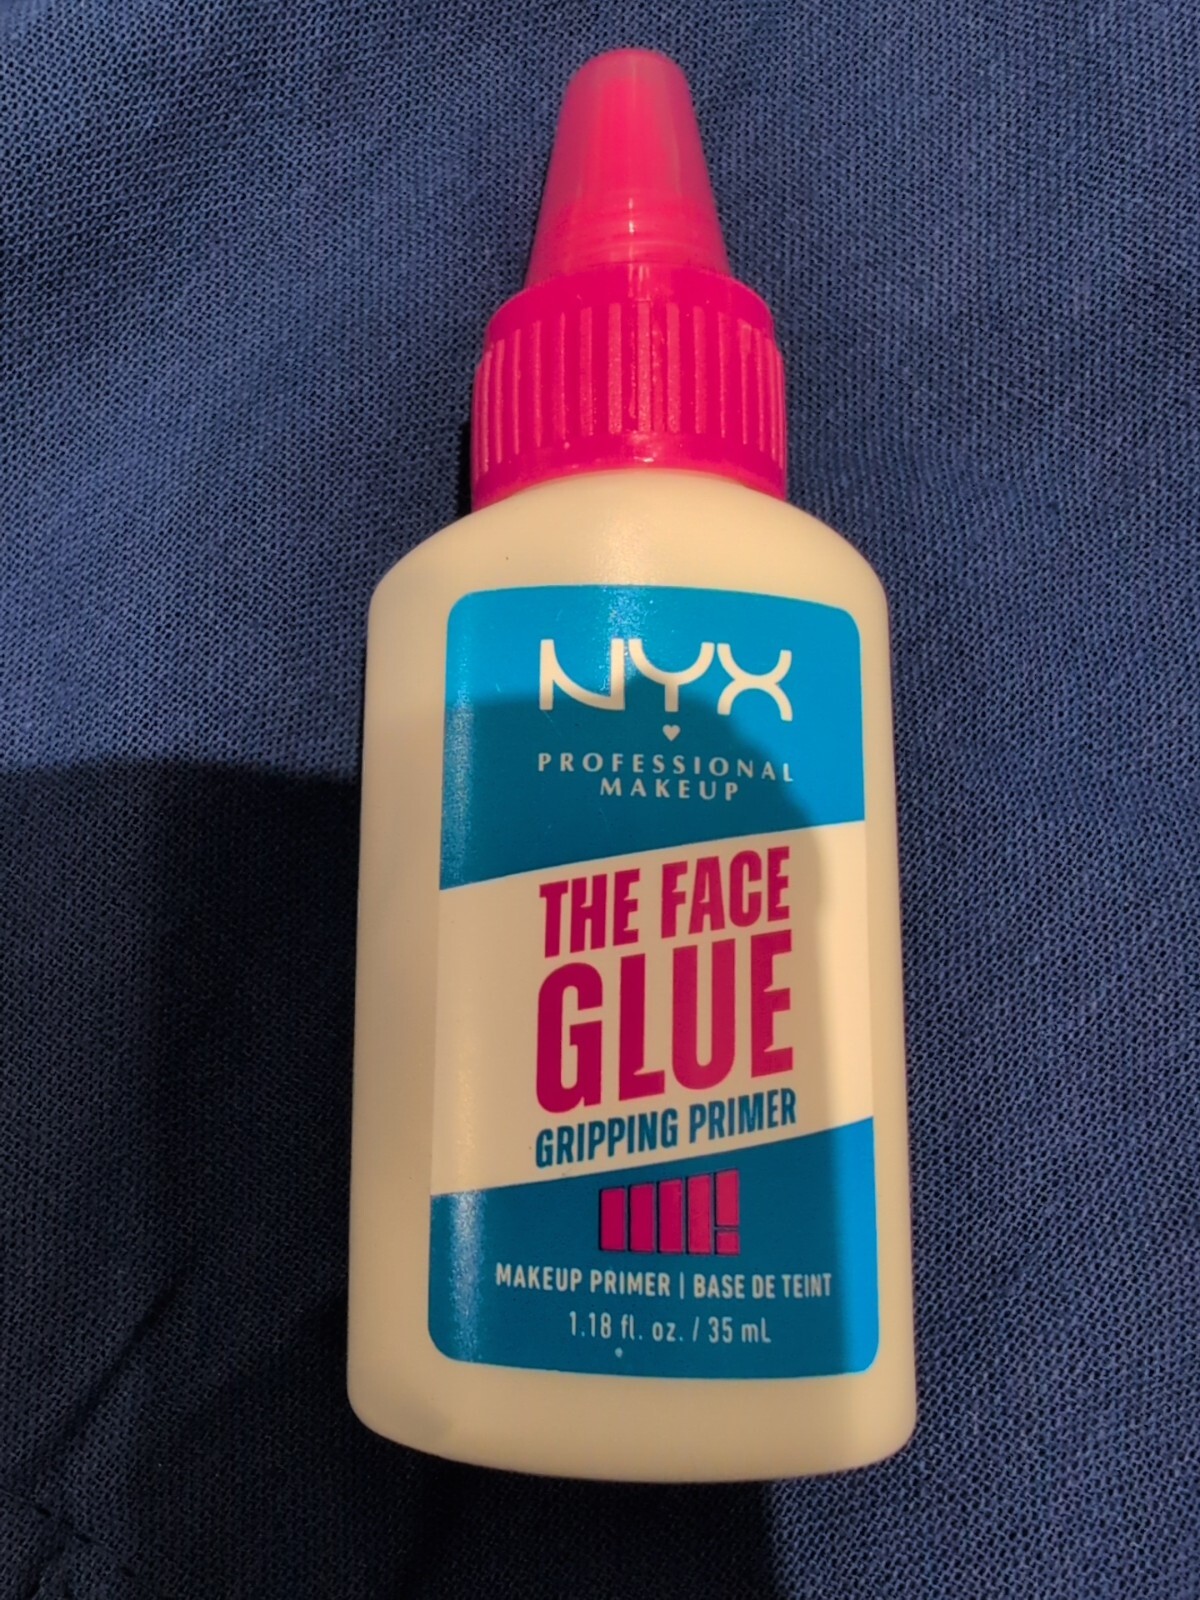 NYX
PROFESSIONAL
MAKEUP
THE FACE
GLUE
GRIPPING PRIMER
MAKEUP PRIMER | BASE DE TEINT
1.18 fl. oz. / 35 mL